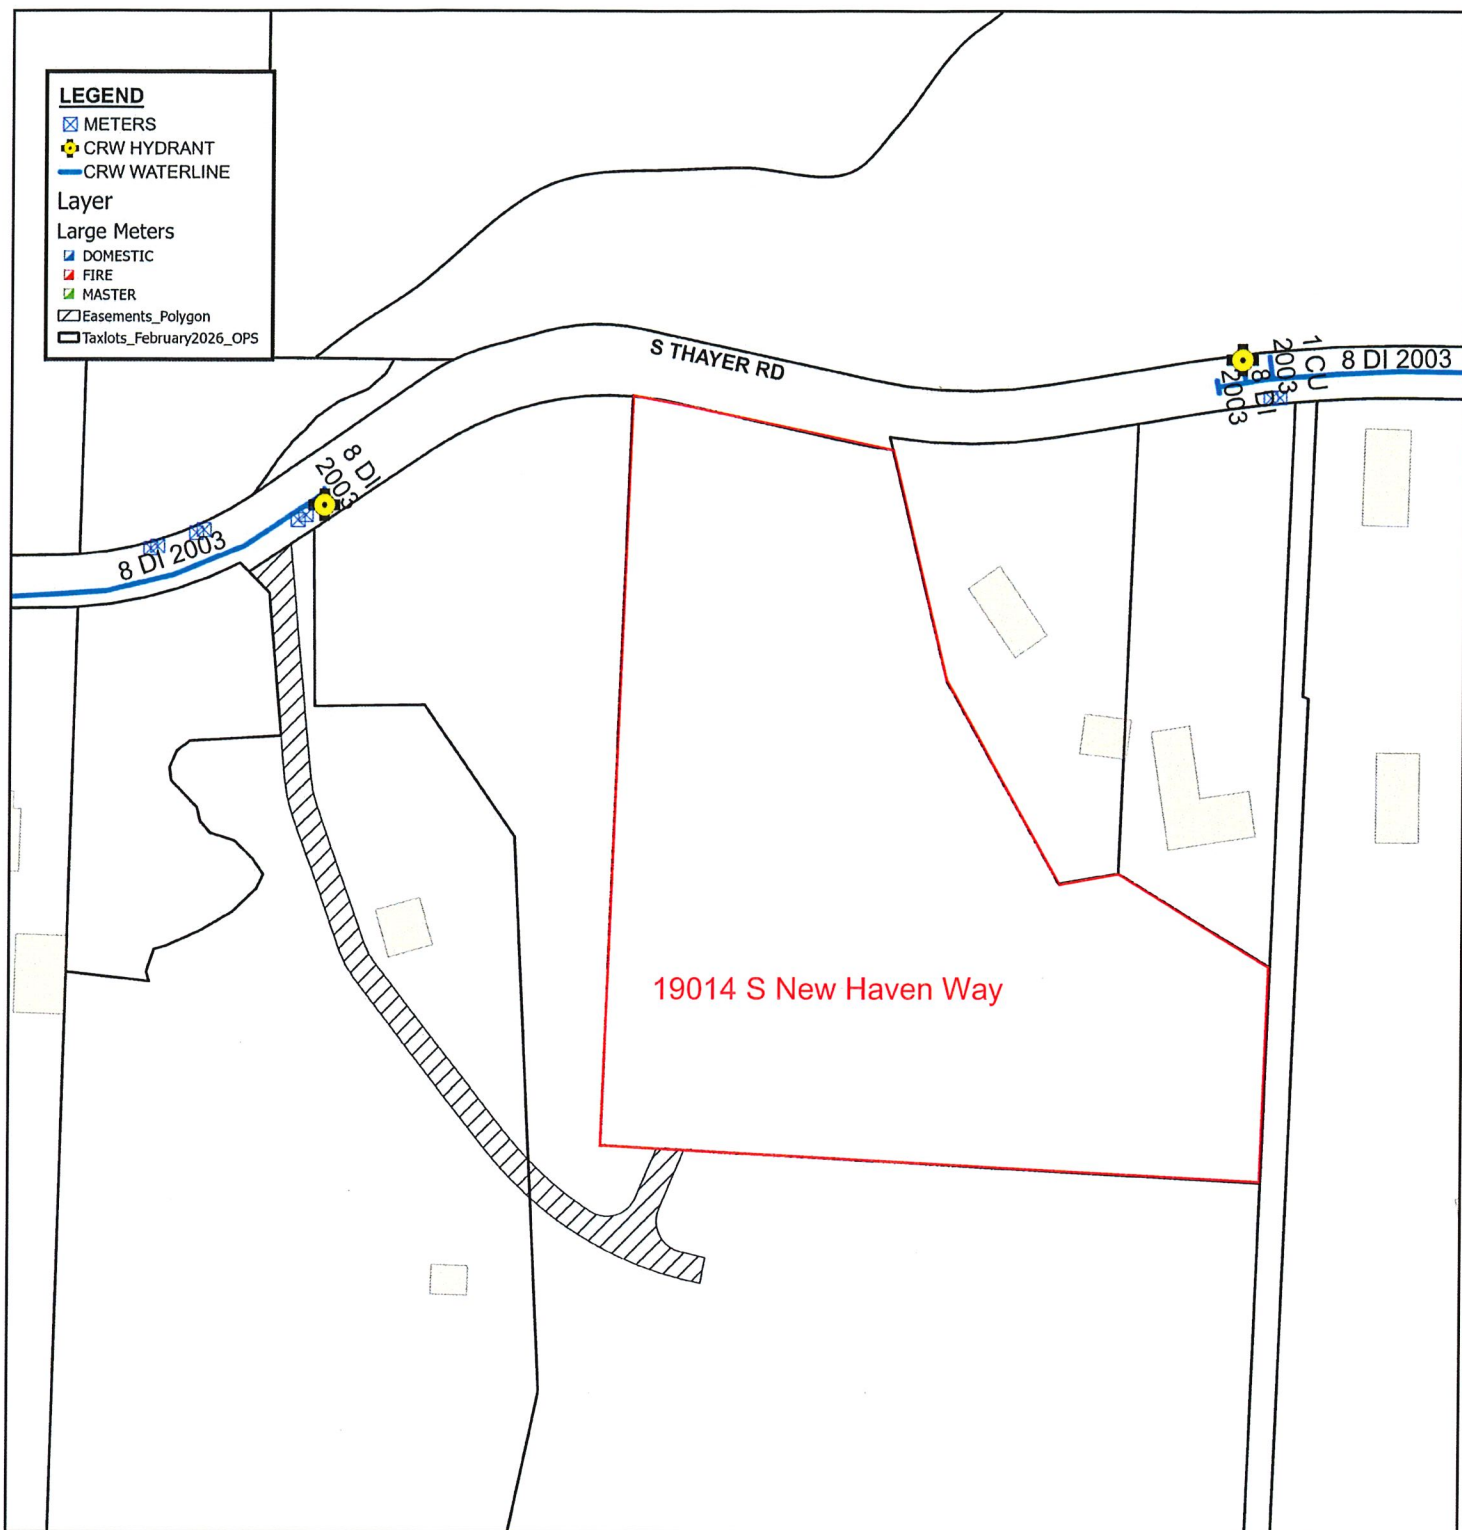 LEGEND
METERS
CRW HYDRANT
CRW WATERLINE
Layer
Large Meters
DOMESTIC
FIRE
MASTER
Easements_Polygon
Taxlots_February2026_OPS
S THAYER RD
1 CU
2003
8 DI 2003
8 DI
2003
8 DI
2003
8 DI 2003
19014 S New Haven Way